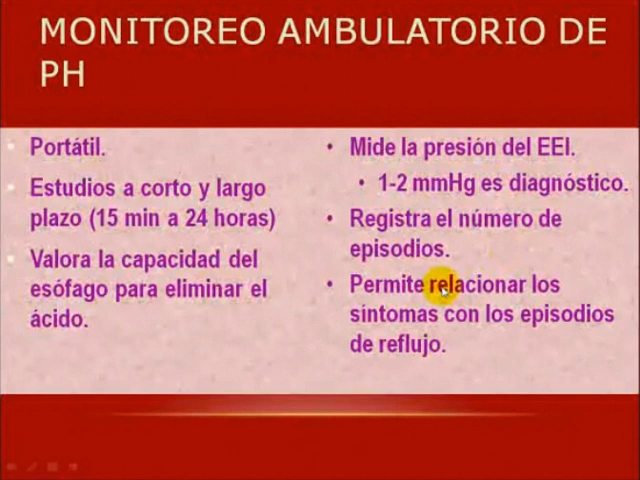 MONITOREO AMBULATORIO DE
PH
Portátil.
Estudios a corto y largo
plazo (15 min a 24 horas)
Valora la capacidad del
esófago para eliminar el
ácido.
• Mide la presión del EEI.
• 1-2 mmHg es diagnóstico.
• Registra el número de
episodios.
• Permite relacionar los
síntomas con los episodios
de reflujo.